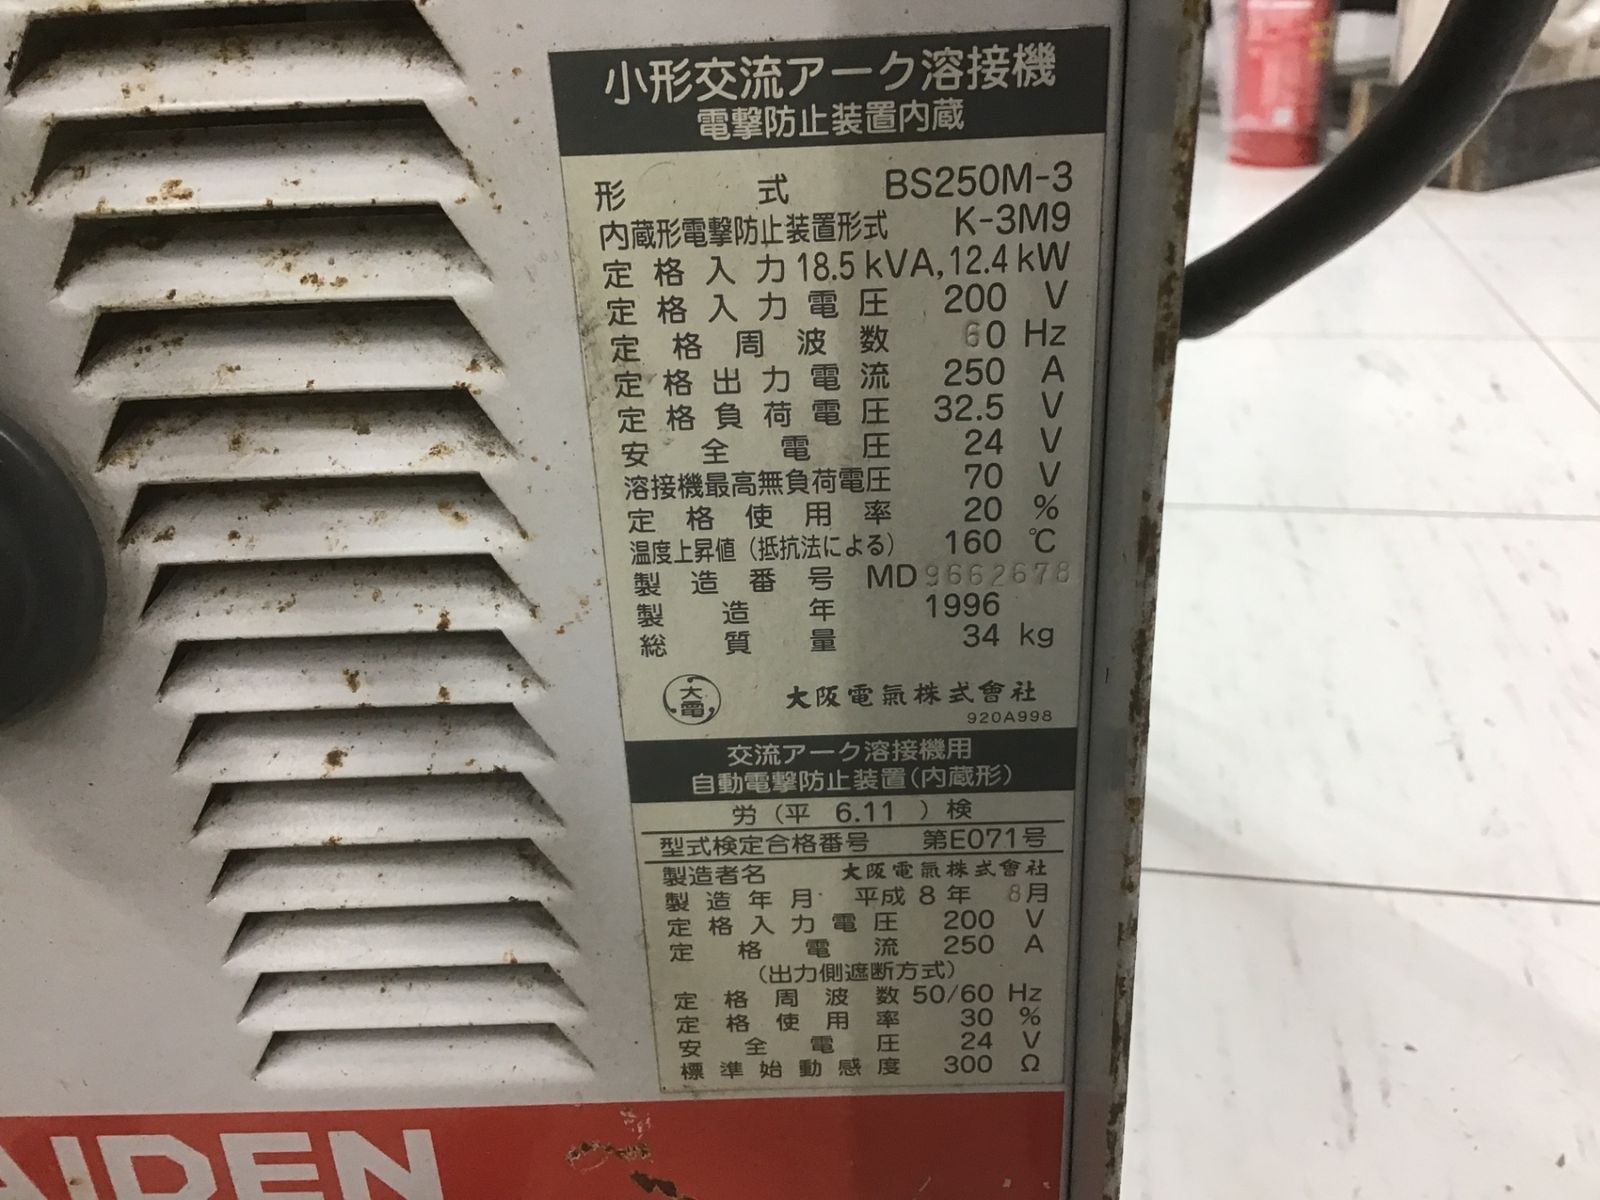 小形交流アーク溶接機
電撃防止装置内蔵
形式 BS250M-3
内蔵形電撃防止装置形式 K-3M9
定格入力 18.5 kVA, 12.4 kW
定格入力電圧 200 V
定格周波数 60 Hz
定格出力電流 250 A
定格負荷電圧 32.5 V
安全電圧 24 V
溶接機最高無負荷電圧 70 V
定格使用率 20 %
温度上昇値（抵抗法による） 160 ℃
製造番号 MD9662678
製造年 1996
総質量 34 kg
大電 大阪電氣株式會社
920A998
交流アーク溶接機用
自動電撃防止装置(内蔵形)
労（平 6.11 ）検
型式検定合格番号 第E071号
製造者名 大阪電氣株式會社
製造年月 平成 8 年 8月
定格入力電圧 200 V
定格電流 250 A
（出力側遮断方式）
定格周波数 50/60 Hz
定格使用率 30 %
安全電圧 24 V
標準始動感度 300 Ω
AIDEN